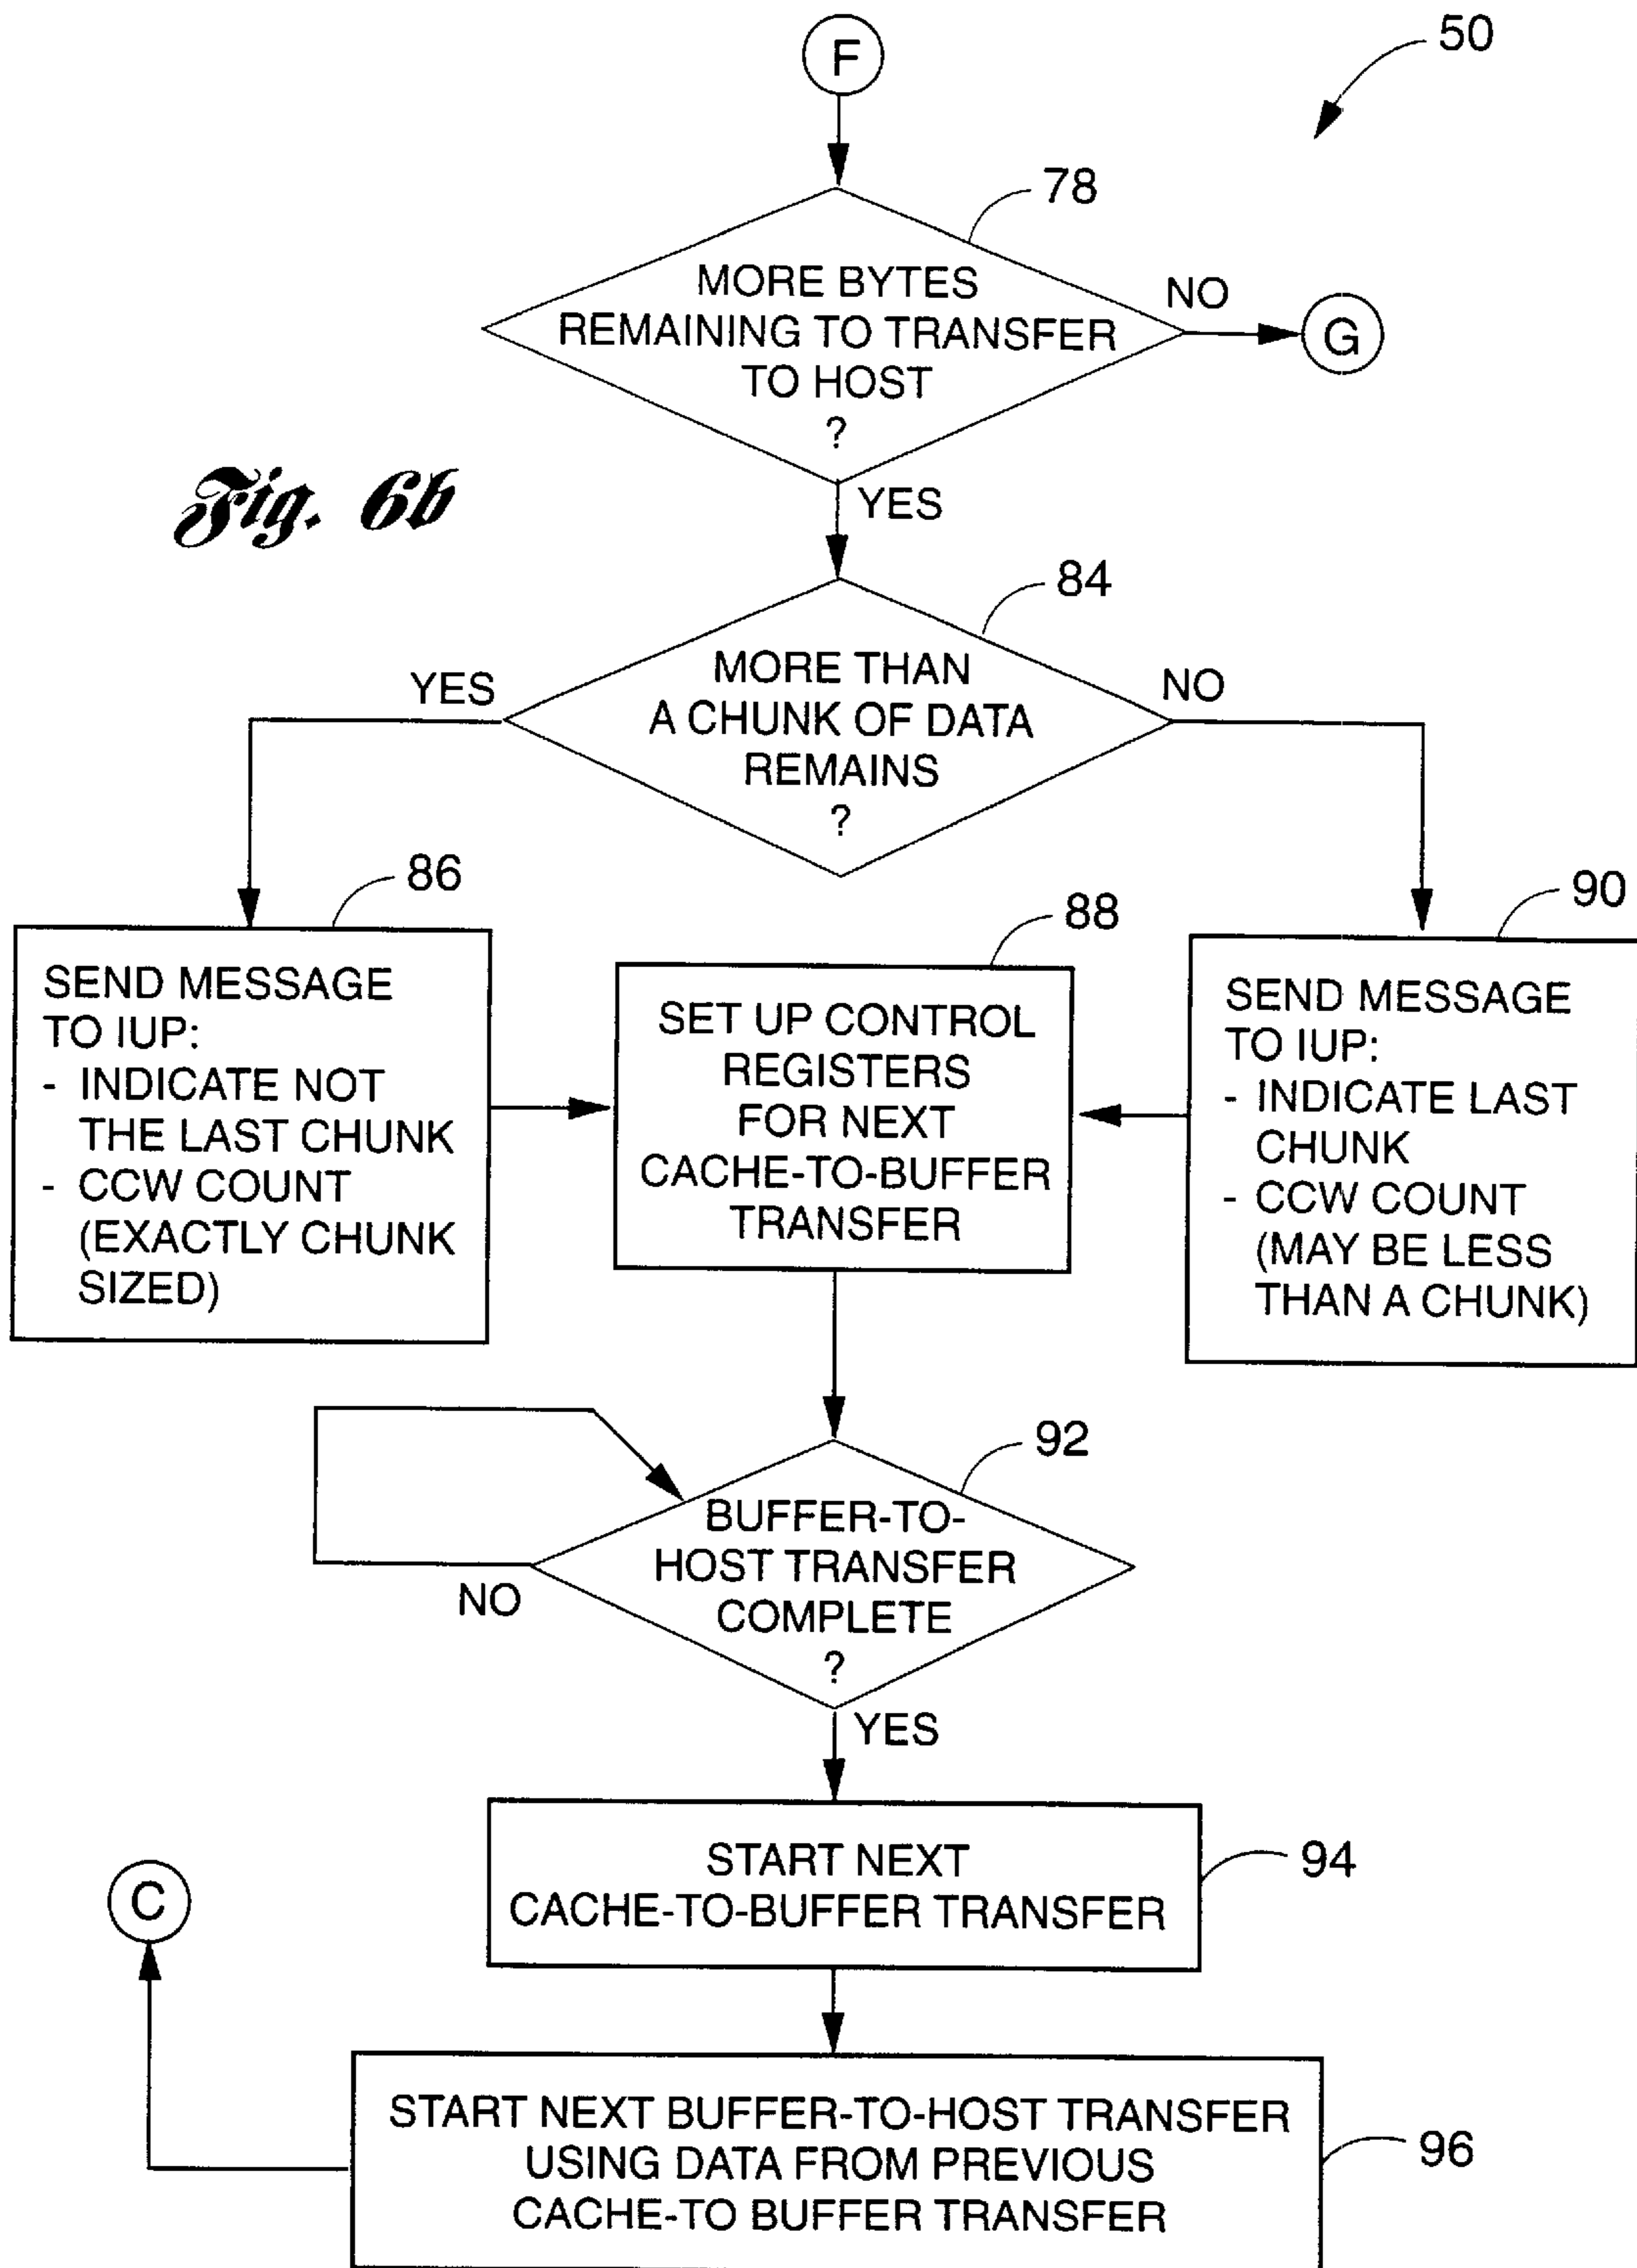 F
50
78
MORE BYTES
REMAINING TO TRANSFER
TO HOST
?
NO
G
Fig. 6b
YES
84
MORE THAN
A CHUNK OF DATA
REMAINS
?
YES
NO
86
SEND MESSAGE
TO IUP:
- INDICATE NOT
THE LAST CHUNK
- CCW COUNT
(EXACTLY CHUNK
SIZED)
88
SET UP CONTROL
REGISTERS
FOR NEXT
CACHE-TO-BUFFER
TRANSFER
90
SEND MESSAGE
TO IUP:
- INDICATE LAST
CHUNK
- CCW COUNT
(MAY BE LESS
THAN A CHUNK)
92
BUFFER-TO-
HOST TRANSFER
COMPLETE
?
NO
YES
94
START NEXT
CACHE-TO-BUFFER TRANSFER
C
96
START NEXT BUFFER-TO-HOST TRANSFER
USING DATA FROM PREVIOUS
CACHE-TO BUFFER TRANSFER